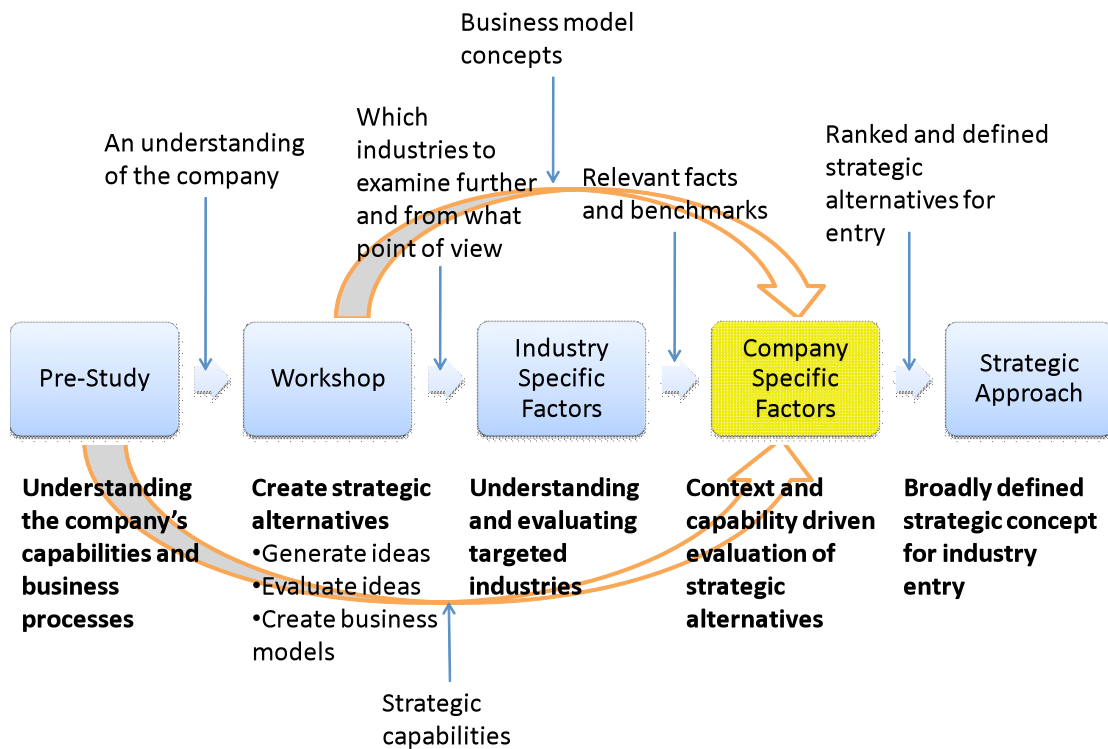 Business model
concepts
An understanding
of the company
Which
industries to
examine further
and from what
point of view
Relevant facts
and benchmarks
Ranked and defined
strategic
alternatives for
entry
Pre-Study
Workshop
Industry
Specific
Factors
Company
Specific
Factors
Strategic
Approach
Understanding
the company’s
capabilities and
business
processes
Create strategic
alternatives
•Generate ideas
•Evaluate ideas
•Create business
models
Understanding
and evaluating
targeted
industries
Context and
capability driven
evaluation of
strategic
alternatives
Broadly defined
strategic concept
for industry
entry
Strategic
capabilities